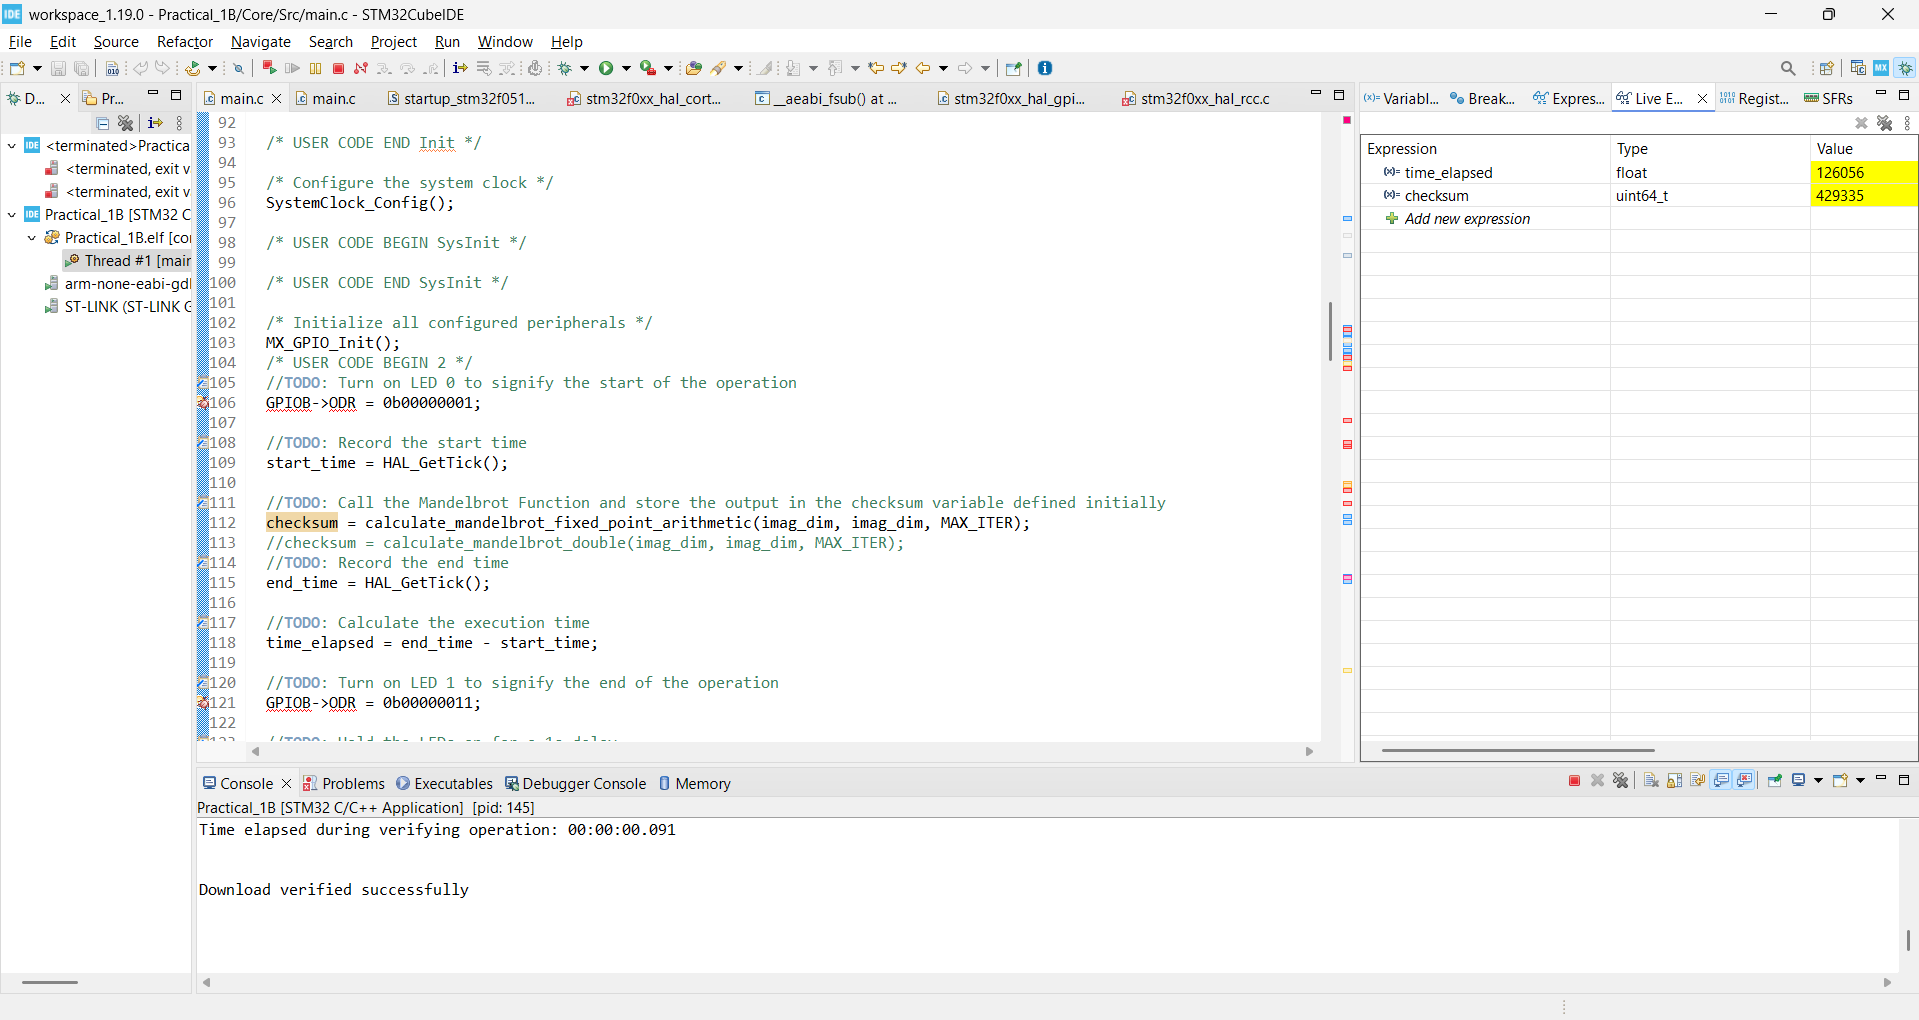 workspace_1.19.0 - Practical_1B/Core/Src/main.c - STM32CubeIDE
File Edit Source Refactor Navigate Search Project Run Window Help
D... Pr...
<terminated>Practica
<terminated, exit v
<terminated, exit v
Practical_1B [STM32 C
Practical_1B.elf [co
Thread #1 [mair
arm-none-eabi-gdl
ST-LINK (ST-LINK G
main.c main.c startup_stm32f051... stm32f0xx_hal_cort... __aeabi_fsub() at ... stm32f0xx_hal_gpi... stm32f0xx_hal_rcc.c
92
93 /* USER CODE END Init */
94
95 /* Configure the system clock */
96 SystemClock_Config();
97
98 /* USER CODE BEGIN SysInit */
99
100 /* USER CODE END SysInit */
101
102 /* Initialize all configured peripherals */
103 MX_GPIO_Init();
104 /* USER CODE BEGIN 2 */
105 //TODO: Turn on LED 0 to signify the start of the operation
106 GPIOB->ODR = 0b00000001;
107
108 //TODO: Record the start time
109 start_time = HAL_GetTick();
110
111 //TODO: Call the Mandelbrot Function and store the output in the checksum variable defined initially
112 checksum = calculate_mandelbrot_fixed_point_arithmetic(imag_dim, imag_dim, MAX_ITER);
113 //checksum = calculate_mandelbrot_double(imag_dim, imag_dim, MAX_ITER);
114 //TODO: Record the end time
115 end_time = HAL_GetTick();
116
117 //TODO: Calculate the execution time
118 time_elapsed = end_time - start_time;
119
120 //TODO: Turn on LED 1 to signify the end of the operation
121 GPIOB->ODR = 0b00000011;
122
Variabl... Break... Expres... Live E... Regist... SFRs
Expression Type Value
time_elapsed float 126056
checksum uint64_t 429335
Add new expression
Console Problems Executables Debugger Console Memory
Practical_1B [STM32 C/C++ Application] [pid: 145]
Time elapsed during verifying operation: 00:00:00.091
Download verified successfully